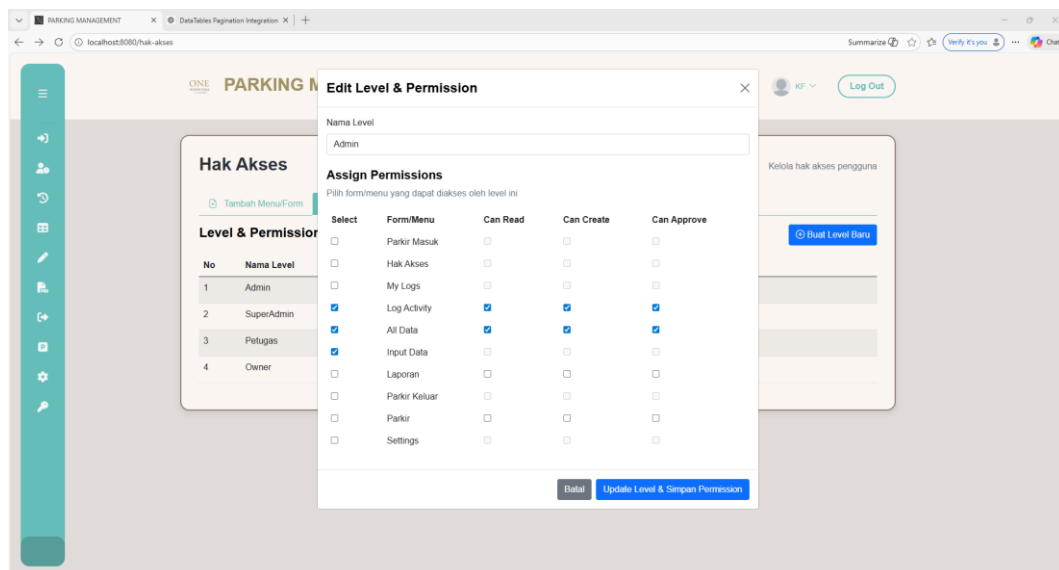 PARKING MANAGEMENT
DataTables Pagination Integration
localhost:8080/hak-akses
Summarize
Verify it's you
Chat
ONE
PARKING M
KF
Log Out
Hak Akses
Kelola hak akses pengguna
Tambah Menu/Form
Level & Permission
Buat Level Baru
No Nama Level
1 Admin
2 SuperAdmin
3 Petugas
4 Owner
Edit Level & Permission
Nama Level
Admin
Assign Permissions
Pilih form/menu yang dapat diakses oleh level ini
Select Form/Menu Can Read Can Create Can Approve
Parkir Masuk
Hak Akses
My Logs
Log Activity
All Data
Input Data
Laporan
Parkir Keluar
Parkir
Settings
Batal Update Level & Simpan Permission